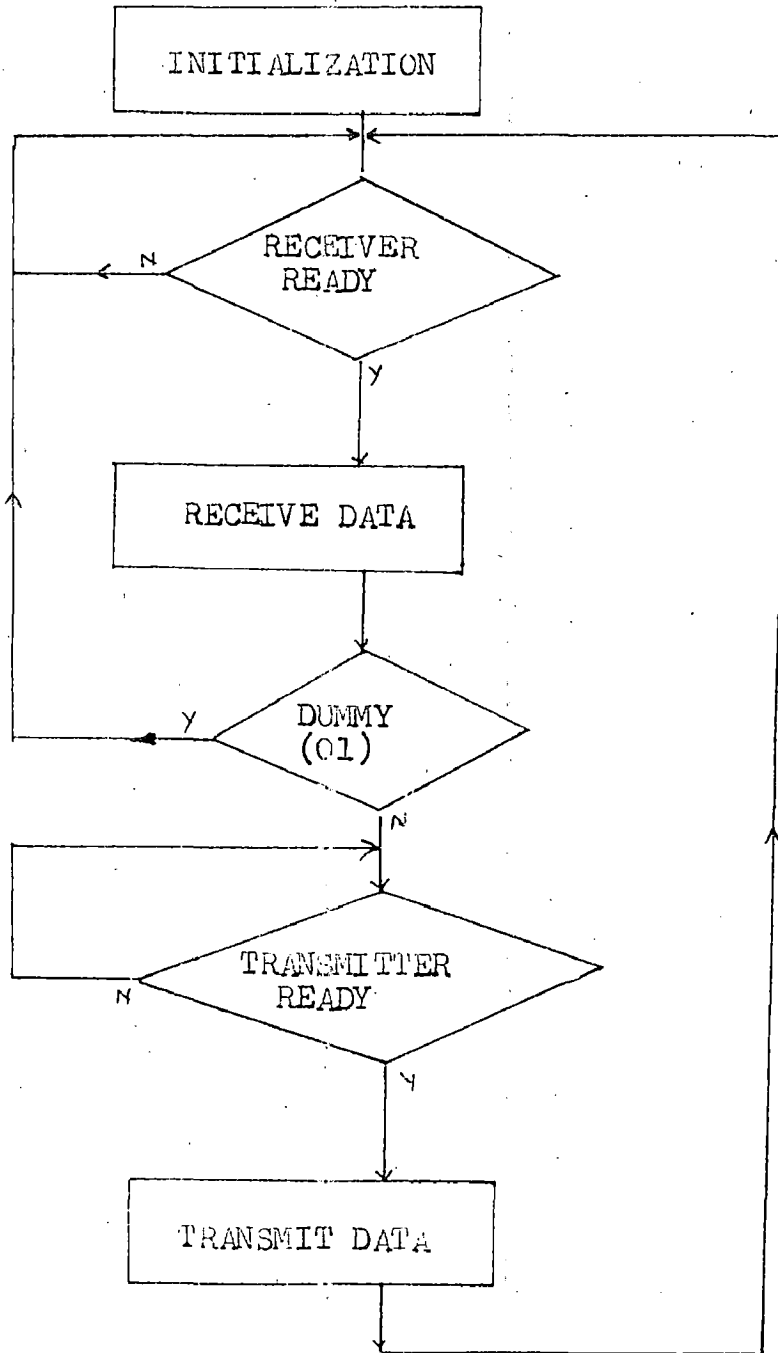 INITIALIZATION
RECEIVER
READY
N
Y
RECEIVE DATA
DUMMY
(01)
Y
N
TRANSMITTER
READY
N
Y
TRANSMIT DATA